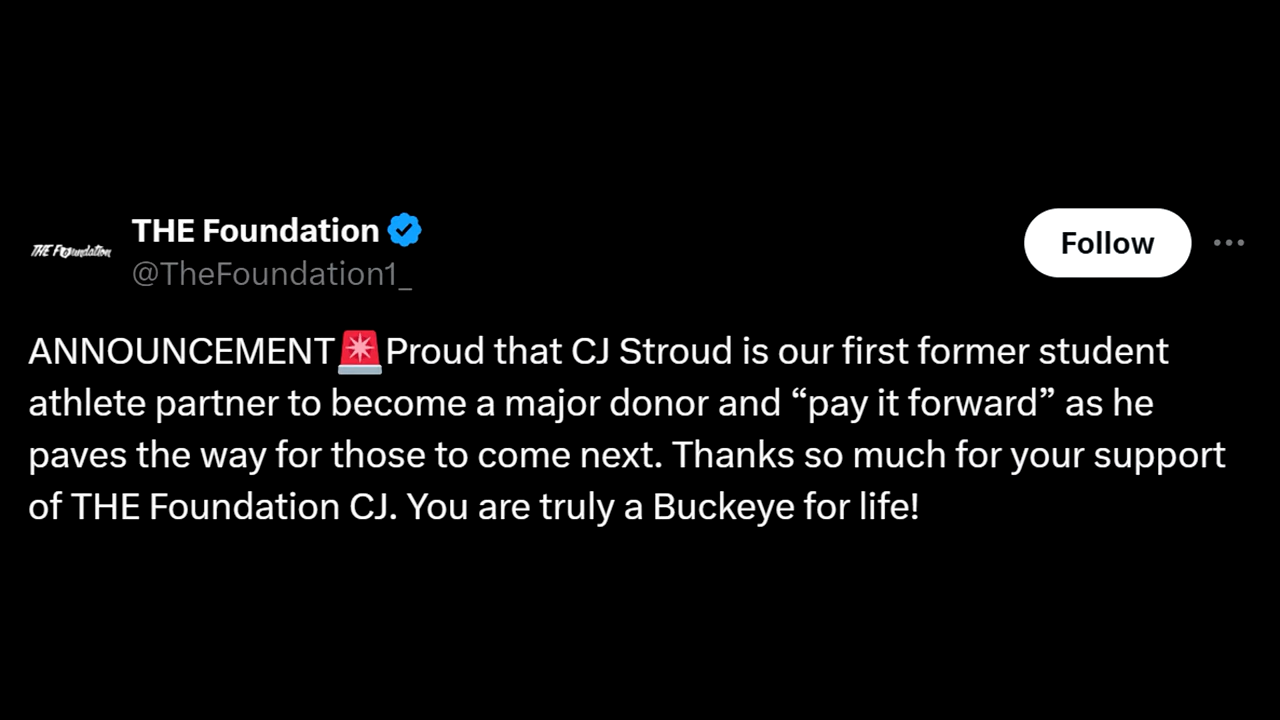 THE Foundation
THE Foundation
@TheFoundation1_
Follow
ANNOUNCEMENT🚨Proud that CJ Stroud is our first former student
athlete partner to become a major donor and “pay it forward” as he
paves the way for those to come next. Thanks so much for your support
of THE Foundation CJ. You are truly a Buckeye for life!